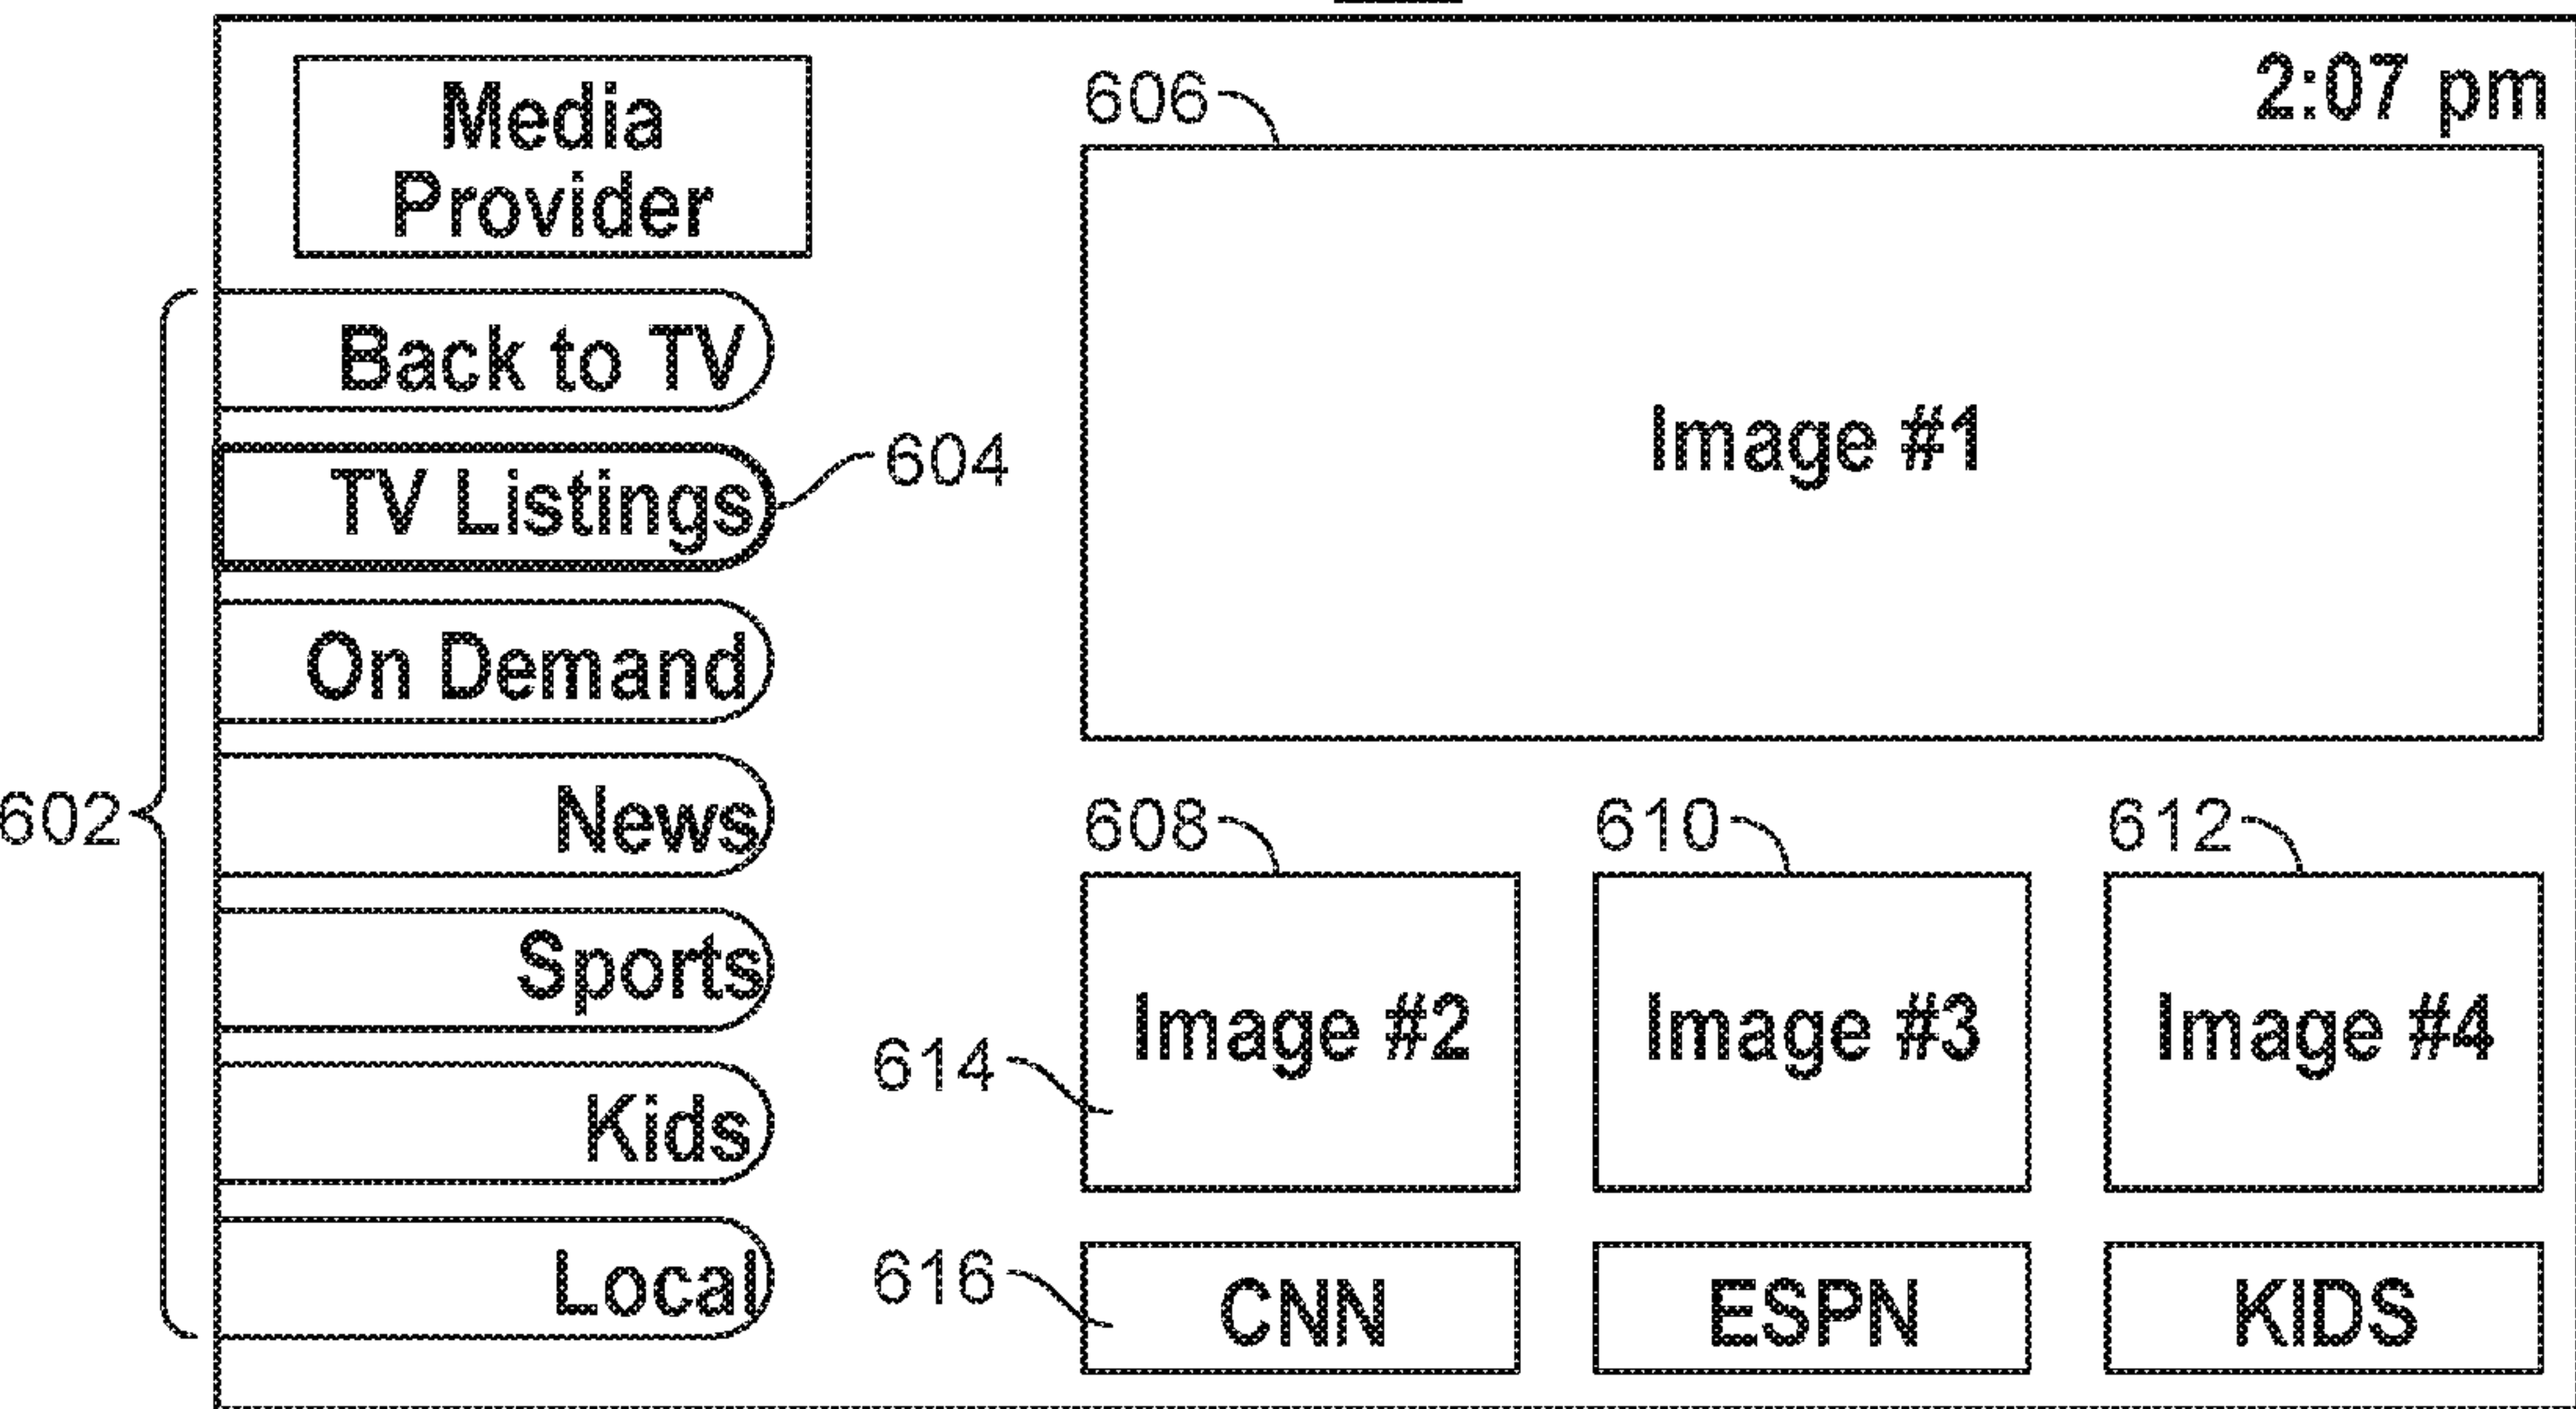 2:07 pm
Media
Provider
606
Back to TV
Image #1
604
TV Listings
On Demand
602
News
608
610
612
Sports
Image #2
Image #3
Image #4
614
Kids
Local
616
CNN
ESPN
KIDS